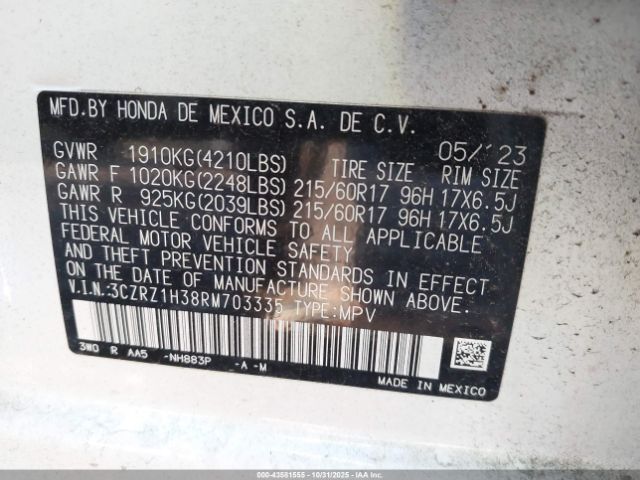 MFD.BY HONDA DE MEXICO S.A. DE C.V.
05/'23
GVWR 1910KG(4210LBS) TIRE SIZE RIM SIZE
GAWR F 1020KG(2248LBS) 215/60R17 96H 17X6.5J
GAWR R 925KG(2039LBS) 215/60R17 96H 17X6.5J
THIS VEHICLE CONFORMS TO ALL APPLICABLE
FEDERAL MOTOR VEHICLE SAFETY AND
THEFT PREVENTION STANDARDS IN EFFECT
ON THE DATE OF MANUFACTURE SHOWN ABOVE.
V.I.N.:3CZRZ1H38RM703335 TYPE:MPV
3W0 R AA5 -NH883P -A -M
MADE IN MEXICO
000-43581555 • 10/31/2025 • iaai.com